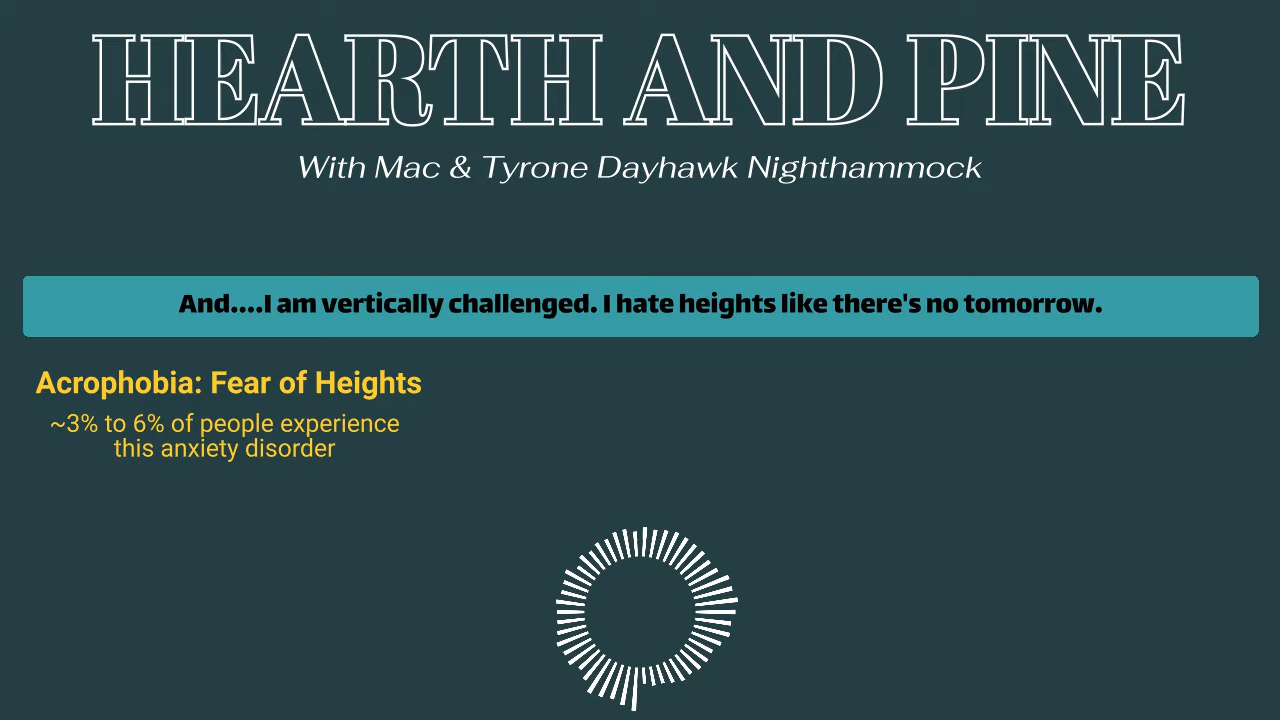 HEARTH AND PINE
With Mac & Tyrone Dayhawk Nighthammock
And....I am vertically challenged. I hate heights like there's no tomorrow.
Acrophobia: Fear of Heights
~3% to 6% of people experience
this anxiety disorder